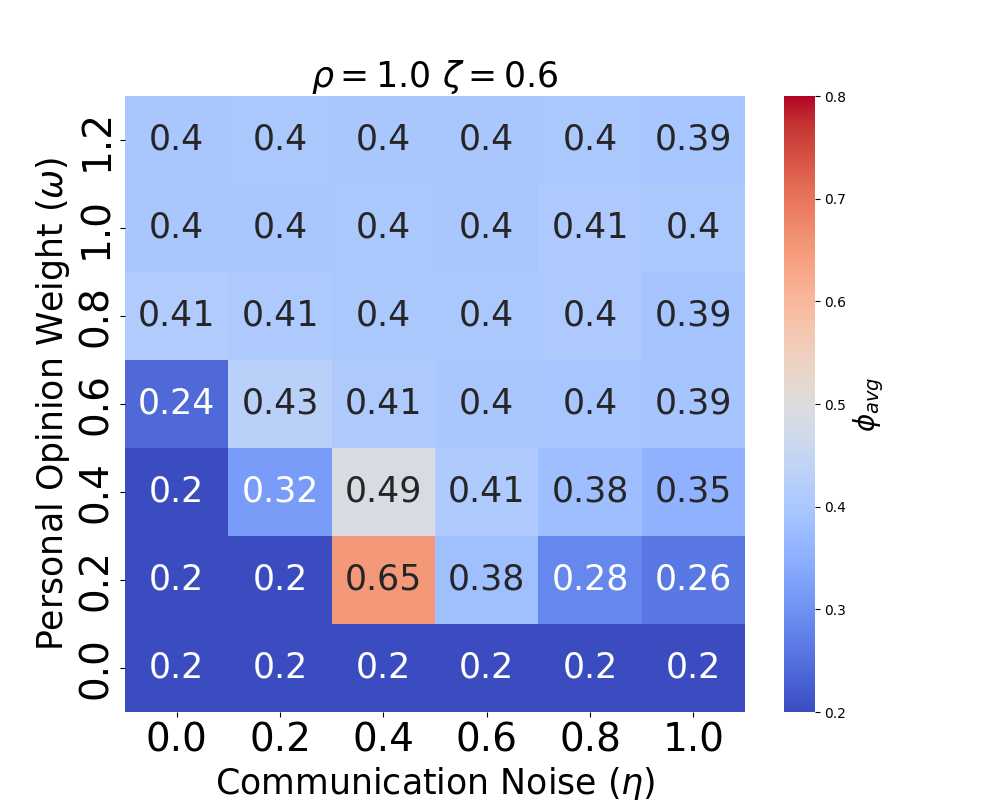 ρ = 1.0 ζ = 0.6
Personal Opinion Weight (ω)
1.2 0.4 0.4 0.4 0.4 0.4 0.39
1.0 0.4 0.4 0.4 0.4 0.41 0.4
0.8 0.41 0.41 0.4 0.4 0.4 0.39
0.6 0.24 0.43 0.41 0.4 0.4 0.39
0.4 0.2 0.32 0.49 0.41 0.38 0.35
0.2 0.2 0.2 0.65 0.38 0.28 0.26
0.0 0.2 0.2 0.2 0.2 0.2 0.2
0.0 0.2 0.4 0.6 0.8 1.0
Communication Noise (η)
0.8
0.7
0.6
0.5
0.4
0.3
0.2
ϕavg